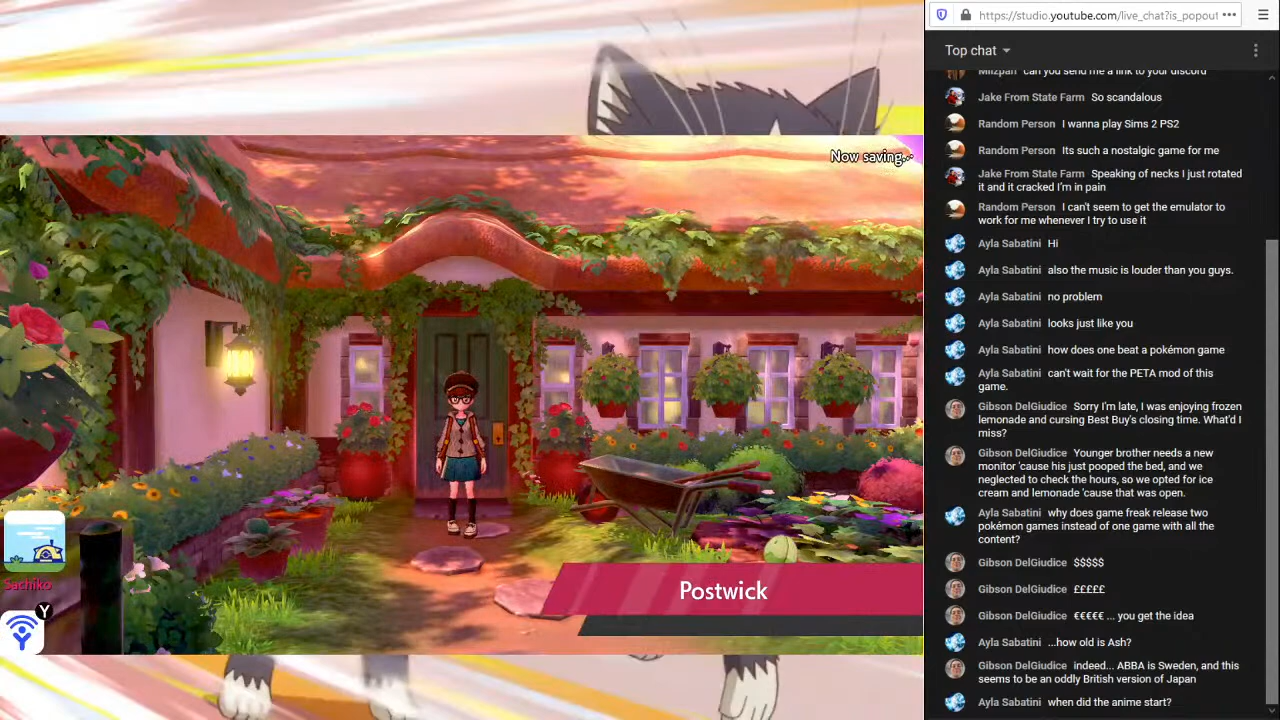 https://studio.youtube.com/live_chat?is_popout
Top chat
Milzpah can you send me a link to your discord
Jake From State Farm So scandalous
Random Person I wanna play Sims 2 PS2
Random Person Its such a nostalgic game for me
Jake From State Farm Speaking of necks I just rotated
it and it cracked I'm in pain
Random Person I can't seem to get the emulator to
work for me whenever I try to use it
Ayla Sabatini Hi
Ayla Sabatini also the music is louder than you guys.
Ayla Sabatini no problem
Ayla Sabatini looks just like you
Ayla Sabatini how does one beat a pokémon game
Ayla Sabatini can't wait for the PETA mod of this
game.
Gibson DelGiudice Sorry I'm late, I was enjoying frozen
lemonade and cursing Best Buy's closing time. What'd I
miss?
Gibson DelGiudice Younger brother needs a new
monitor 'cause his just pooped the bed, and we
neglected to check the hours, so we opted for ice
cream and lemonade 'cause that was open.
Ayla Sabatini why does game freak release two
pokémon games instead of one game with all the
content?
Gibson DelGiudice $$$$$
Gibson DelGiudice £££££
Gibson DelGiudice €€€€€ ... you get the idea
Ayla Sabatini ...how old is Ash?
Gibson DelGiudice indeed... ABBA is Sweden, and this
seems to be an oddly British version of Japan
Ayla Sabatini when did the anime start?
Now saving...
Sachiko
Y
Postwick